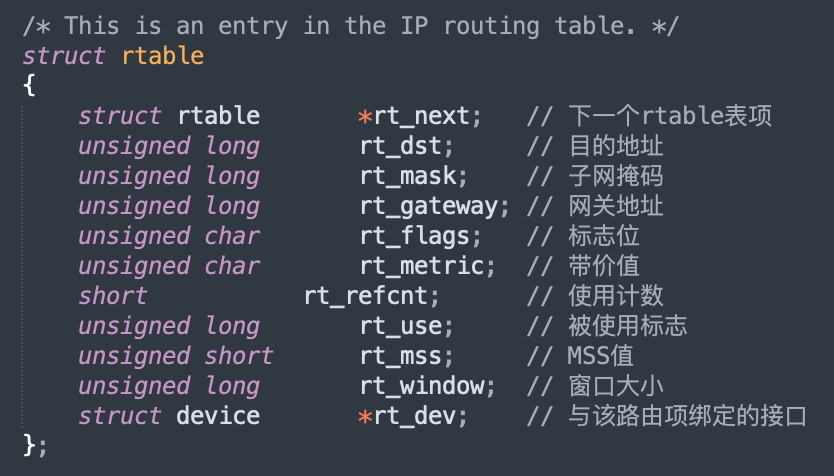 /* This is an entry in the IP routing table. */
struct rtable
{
    struct rtable       *rt_next;   // 下一个rtable表项
    unsigned long       rt_dst;     // 目的地址
    unsigned long       rt_mask;    // 子网掩码
    unsigned long       rt_gateway; // 网关地址
    unsigned char       rt_flags;   // 标志位
    unsigned char       rt_metric;  // 带价值
    short           rt_refcnt;      // 使用计数
    unsigned long       rt_use;     // 被使用标志
    unsigned short      rt_mss;     // MSS值
    unsigned long       rt_window;  // 窗口大小
    struct device       *rt_dev;    // 与该路由项绑定的接口
};